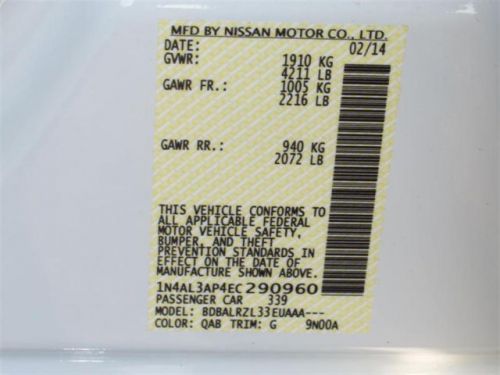 MFD BY NISSAN MOTOR CO., LTD.
DATE: 02/14
GVWR: 1910 KG
4211 LB
GAWR FR.: 1005 KG
2216 LB
GAWR RR.: 940 KG
2072 LB
THIS VEHICLE CONFORMS TO
ALL APPLICABLE FEDERAL
MOTOR VEHICLE SAFETY,
BUMPER, AND THEFT
PREVENTION STANDARDS IN
EFFECT ON THE DATE OF
MANUFACTURE SHOWN ABOVE.
1N4AL3AP4EC290960
PASSENGER CAR 339
MODEL: BDBALRZL33EUAAA---
COLOR: QAB TRIM: G 9N00A